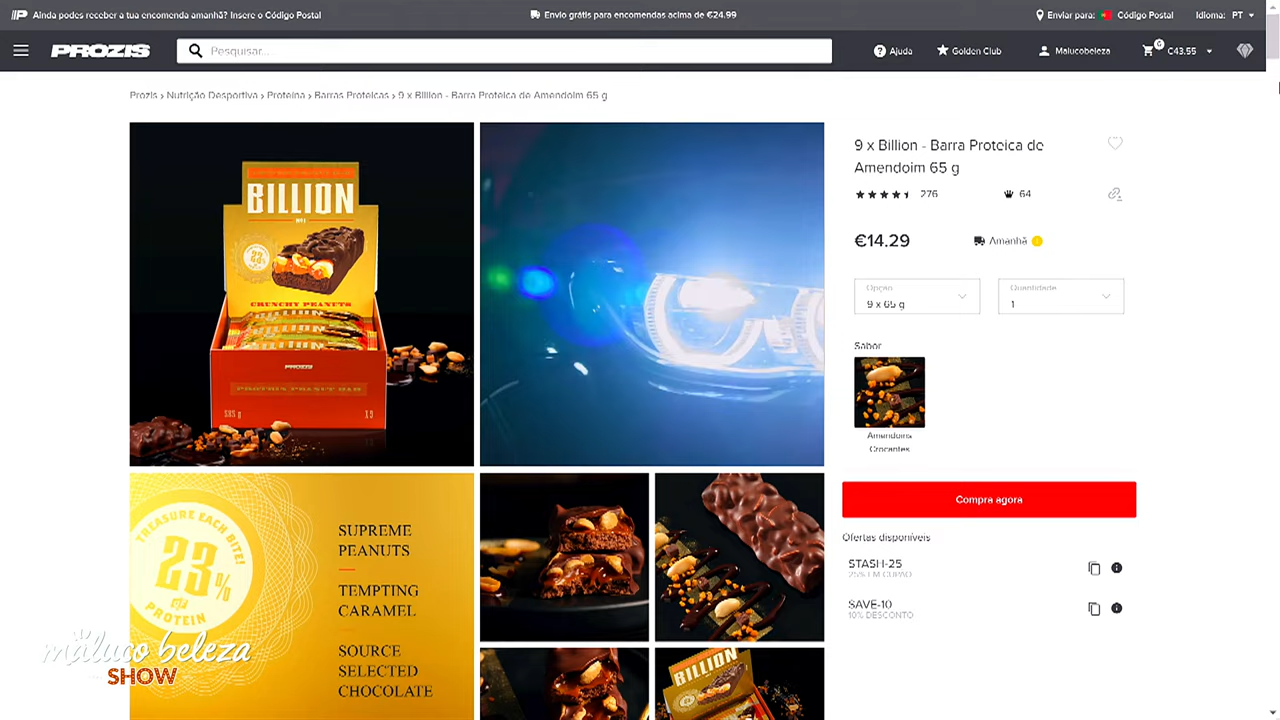 Ainda podes receber a tua encomenda amanhã? Insere o Código Postal
Envio grátis para encomendas acima de €24.99
Enviar para:
Código Postal
Idioma: PT
PROZIS
Pesquisar...
Ajuda
Golden Club
Malucobeleza
€43.55
Prozis › Nutrição Desportiva › Proteína › Barras Proteicas › 9 x Billion - Barra Proteica de Amendoim 65 g
9 x Billion - Barra Proteica de
Amendoim 65 g
276
64
€14.29
Amanhã
Opção
9 x 65 g
Quantidade
1
Sabor
Amendoins
Crocantes
Compra agora
Ofertas disponíveis
STASH-25
25% EM CUPÃO
SAVE-10
10% DESCONTO
BILLION
CRUNCHY PEANUTS
BILLION
PROZIS
PROTEIN PEANUT BAR
585 g
TREASURE EACH BITE!
23%
PROTEIN
SUPREME
PEANUTS
TEMPTING
CARAMEL
SOURCE
SELECTED
CHOCOLATE
BILLION
maluco beleza
SHOW